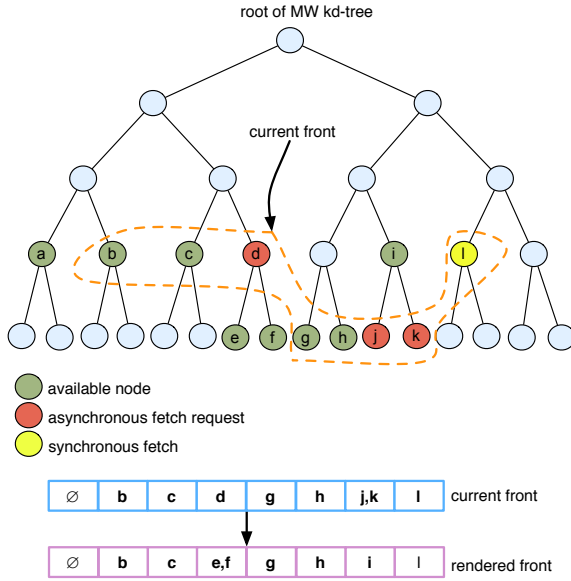 root of MW kd-tree
current front
a b c d i l
e f g h j k
available node
asynchronous fetch request
synchronous fetch
∅ b c d g h j,k l current front
∅ b c e,f g h i l rendered front